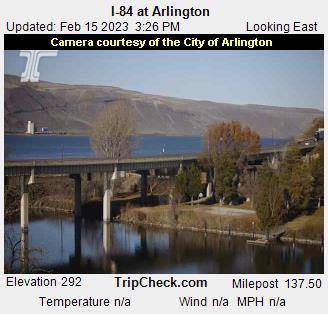 I-84 at Arlington
Updated: Feb 15 2023 3:26 PM Looking East
Camera courtesy of the City of Arlington
Elevation 292 TripCheck.com Milepost 137.50
Temperature n/a Wind n/a MPH n/a